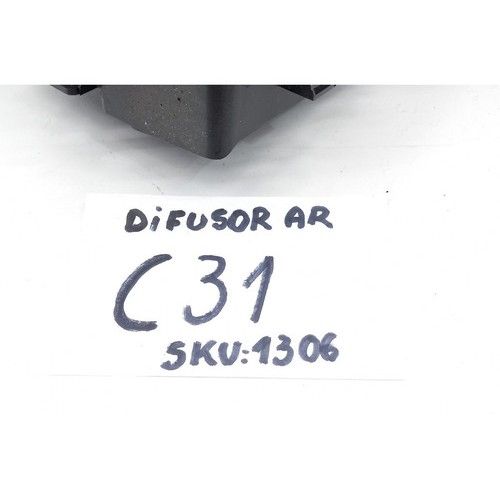 DiFUSOR AR
C31
SKU:1306